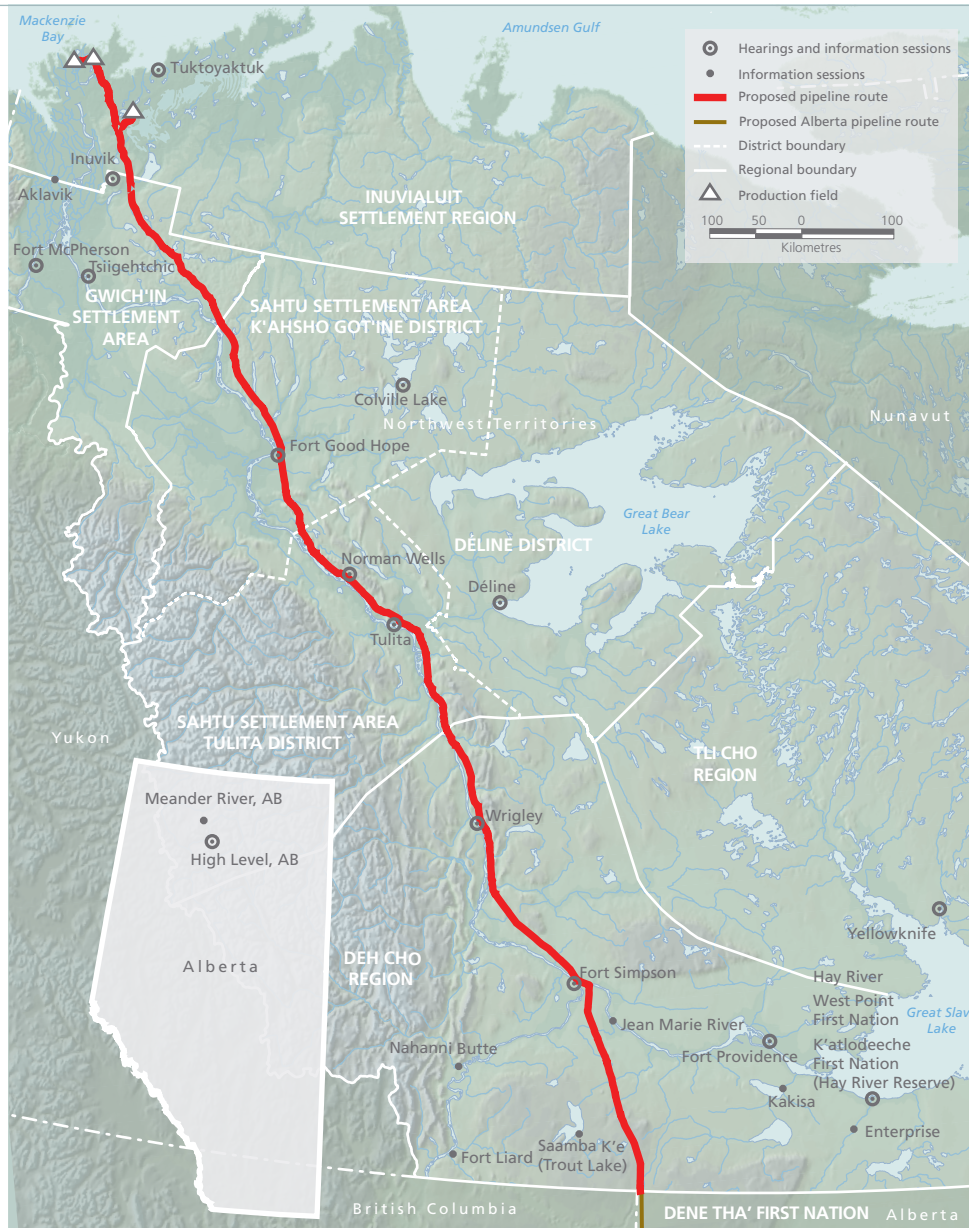 Mackenzie
Bay
Amundsen Gulf
Hearings and information sessions
Information sessions
Proposed pipeline route
Proposed Alberta pipeline route
District boundary
Regional boundary
Production field
100 50 0 100
Kilometres
Tuktoyaktuk
Inuvik
Aklavik
INUVIALUIT
SETTLEMENT REGION
Fort McPherson
Tsiigehtchic
GWICH'IN
SETTLEMENT
AREA
SAHTU SETTLEMENT AREA
K'AHSHO GOT'INE DISTRICT
Colville Lake
Northwest Territories
Nunavut
Fort Good Hope
Great Bear
Lake
Norman Wells
DELINE DISTRICT
Déline
Tulita
SAHTU SETTLEMENT AREA
TULITA DISTRICT
Yukon
TLI CHO
REGION
Meander River, AB
High Level, AB
Wrigley
Alberta
DEH CHO
REGION
Yellowknife
Fort Simpson
Hay River
West Point
First Nation
Great Slav
Lake
Jean Marie River
Fort Providence
K'atlodeeche
First Nation
(Hay River Reserve)
Nahanni Butte
Kakisa
Enterprise
Saamba K'e
(Trout Lake)
Fort Liard
British Columbia
DENE THA' FIRST NATION
Alberta